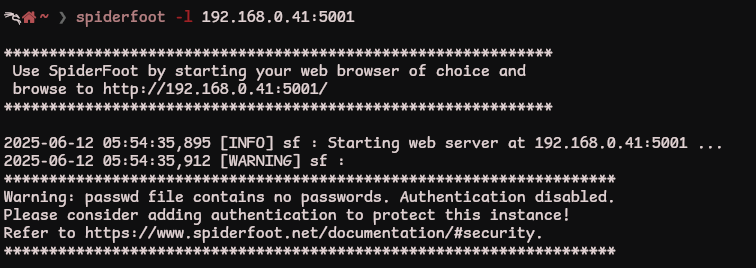 ~ ❯ spiderfoot -l 192.168.0.41:5001
*************************************************************
Use SpiderFoot by starting your web browser of choice and
browse to http://192.168.0.41:5001/
*************************************************************
2025-06-12 05:54:35,895 [INFO] sf : Starting web server at 192.168.0.41:5001 ...
2025-06-12 05:54:35,912 [WARNING] sf :
********************************************************************
Warning: passwd file contains no passwords. Authentication disabled.
Please consider adding authentication to protect this instance!
Refer to https://www.spiderfoot.net/documentation/#security.
********************************************************************